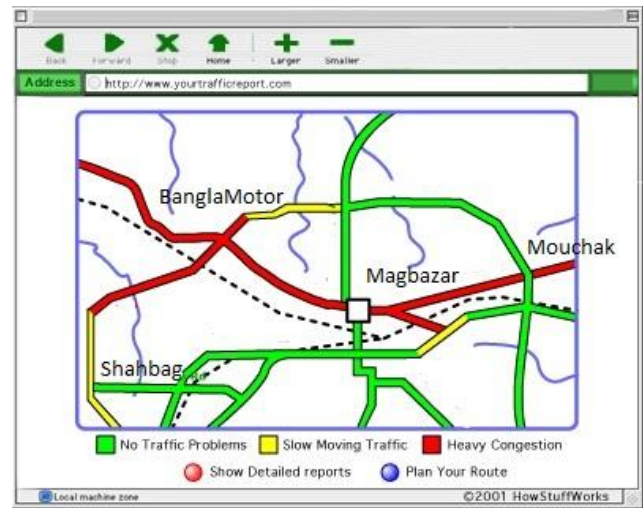 Back Forward Stop Home Larger Smaller
Address http://www.yourtrafficreport.com
BanglaMotor
Mouchak
Magbazar
Shahbag
No Traffic Problems Slow Moving Traffic Heavy Congestion
Show Detailed reports Plan Your Route
Local machine zone ©2001 HowStuffWorks